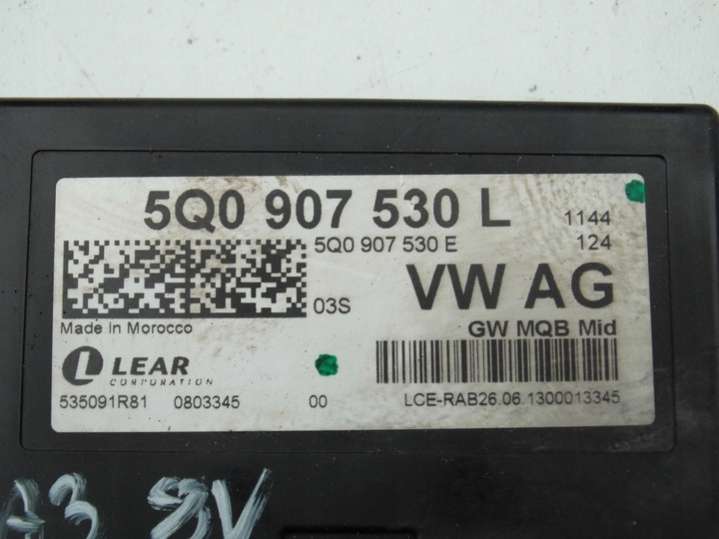 5Q0 907 530 L
1144
5Q0 907 530 E
124
03S
VW AG
Made in Morocco
GW MQB Mid
LEAR
CORPORATION
535091R81 0803345 00
LCE-RAB26.06.1300013345
A3 8V